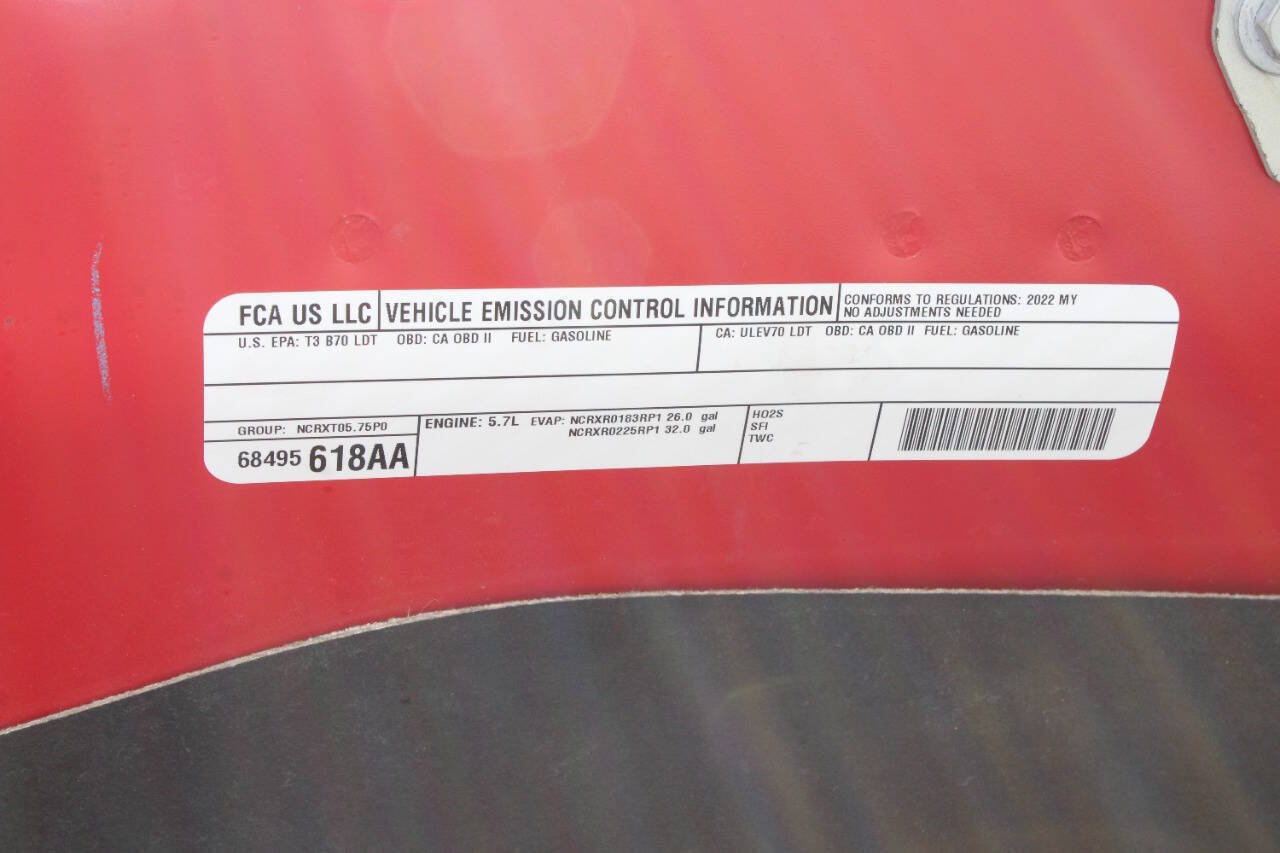 FCA US LLC VEHICLE EMISSION CONTROL INFORMATION
CONFORMS TO REGULATIONS: 2022 MY
NO ADJUSTMENTS NEEDED
U.S. EPA: T3 B70 LDT OBD: CA OBD II FUEL: GASOLINE
CA: ULEV70 LDT OBD: CA OBD II FUEL: GASOLINE
GROUP: NCRXT05.75P0
68495 618AA
ENGINE: 5.7L EVAP: NCRXR0183RP1 26.0 gal
NCRXR0225RP1 32.0 gal
HO2S
SFI
TWC